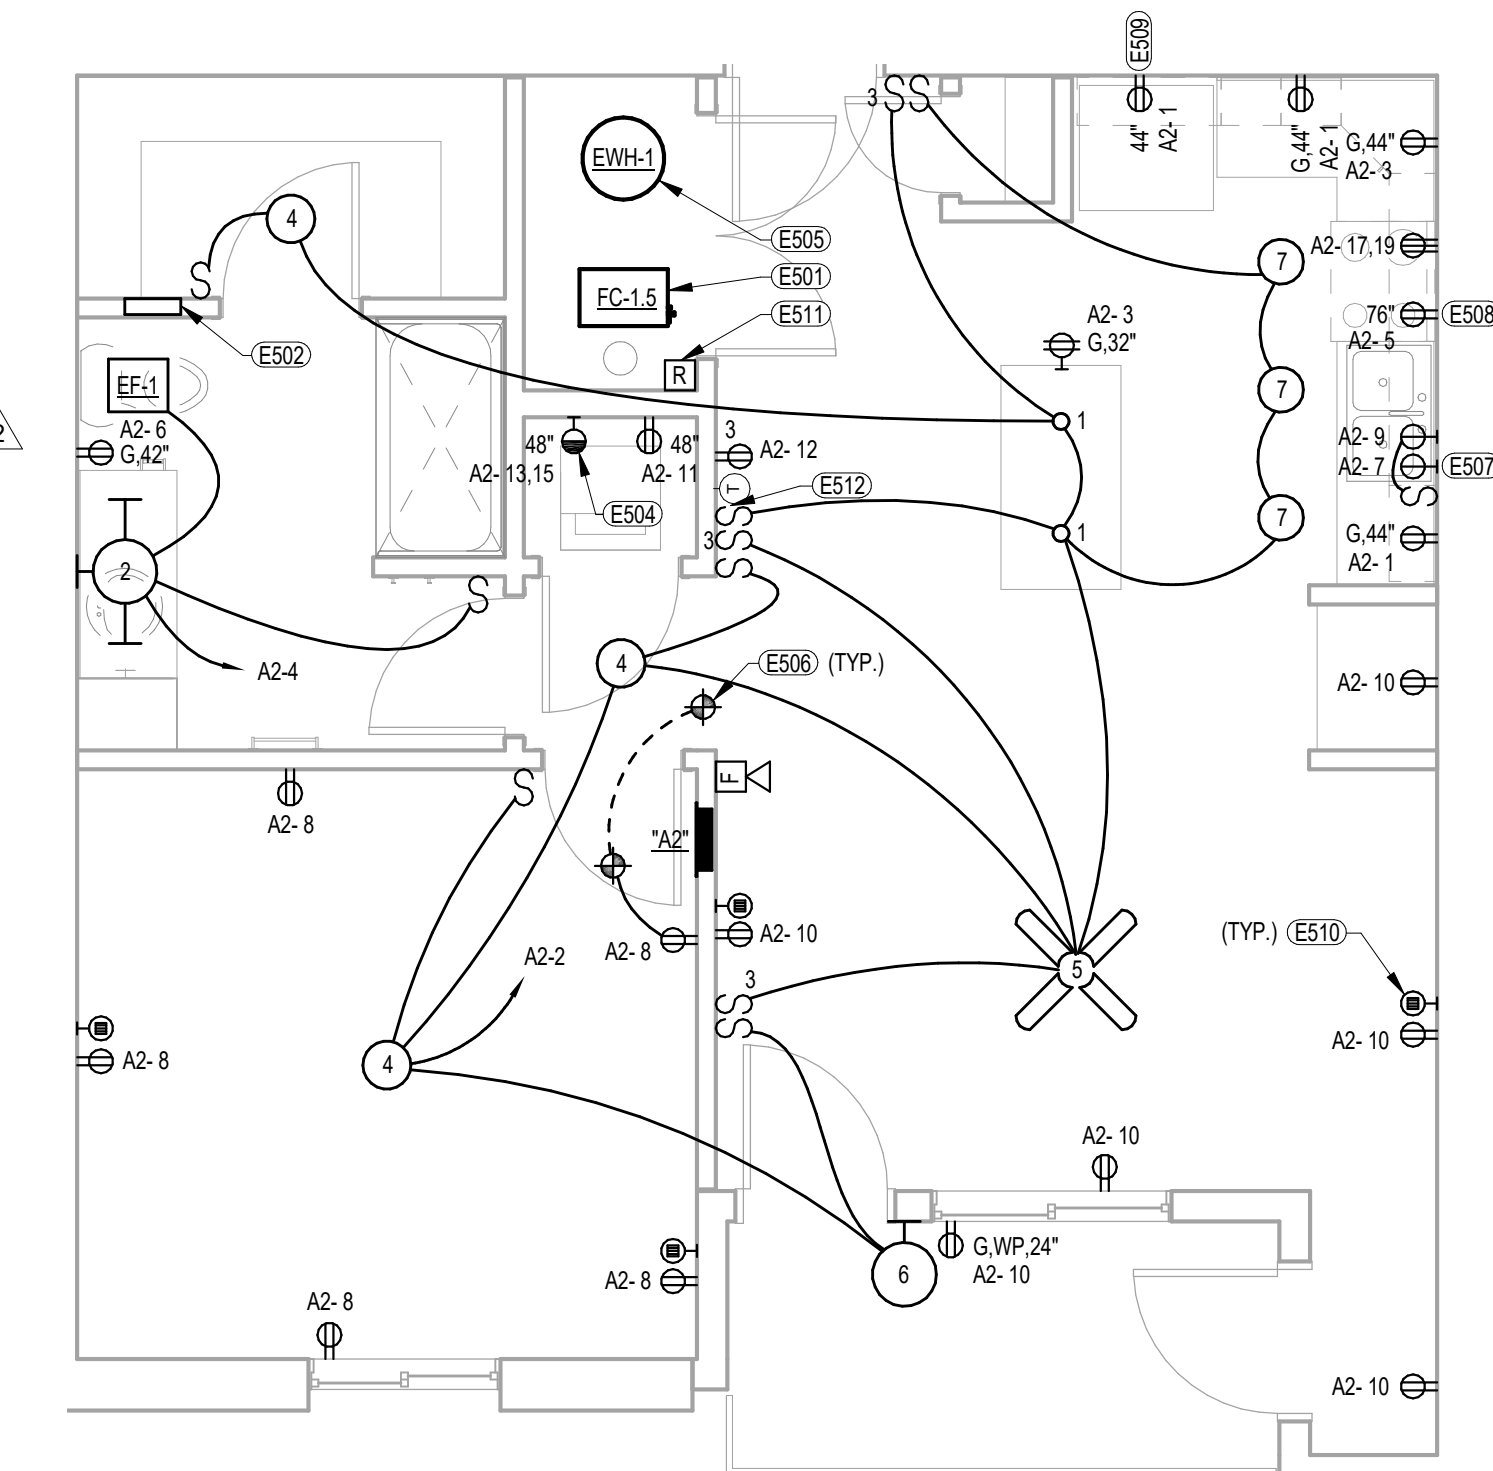 E509
3
44"
A2- 1
G,44"
A2- 1
G,44"
A2- 3
EWH-1
4
E505
7
A2- 17,19
E501
FC-1.5
E511
76"
E508
A2- 5
A2- 3
G,32"
E502
R
EF-1
7
1
A2- 6
G,42"
2
3
A2- 12
48"
A2- 13,15
48"
A2- 11
A2- 9
A2- 7
E507
T
E512
E504
7
1
3
G,44"
A2- 1
2
A2-4
4
E506
(TYP.)
A2- 10
F
A2- 8
"A2"
A2- 8
A2- 10
A2-2
(TYP.)
E510
5
3
A2- 8
4
A2- 10
A2- 10
G,WP,24"
A2- 10
6
A2- 8
A2- 8
A2- 10